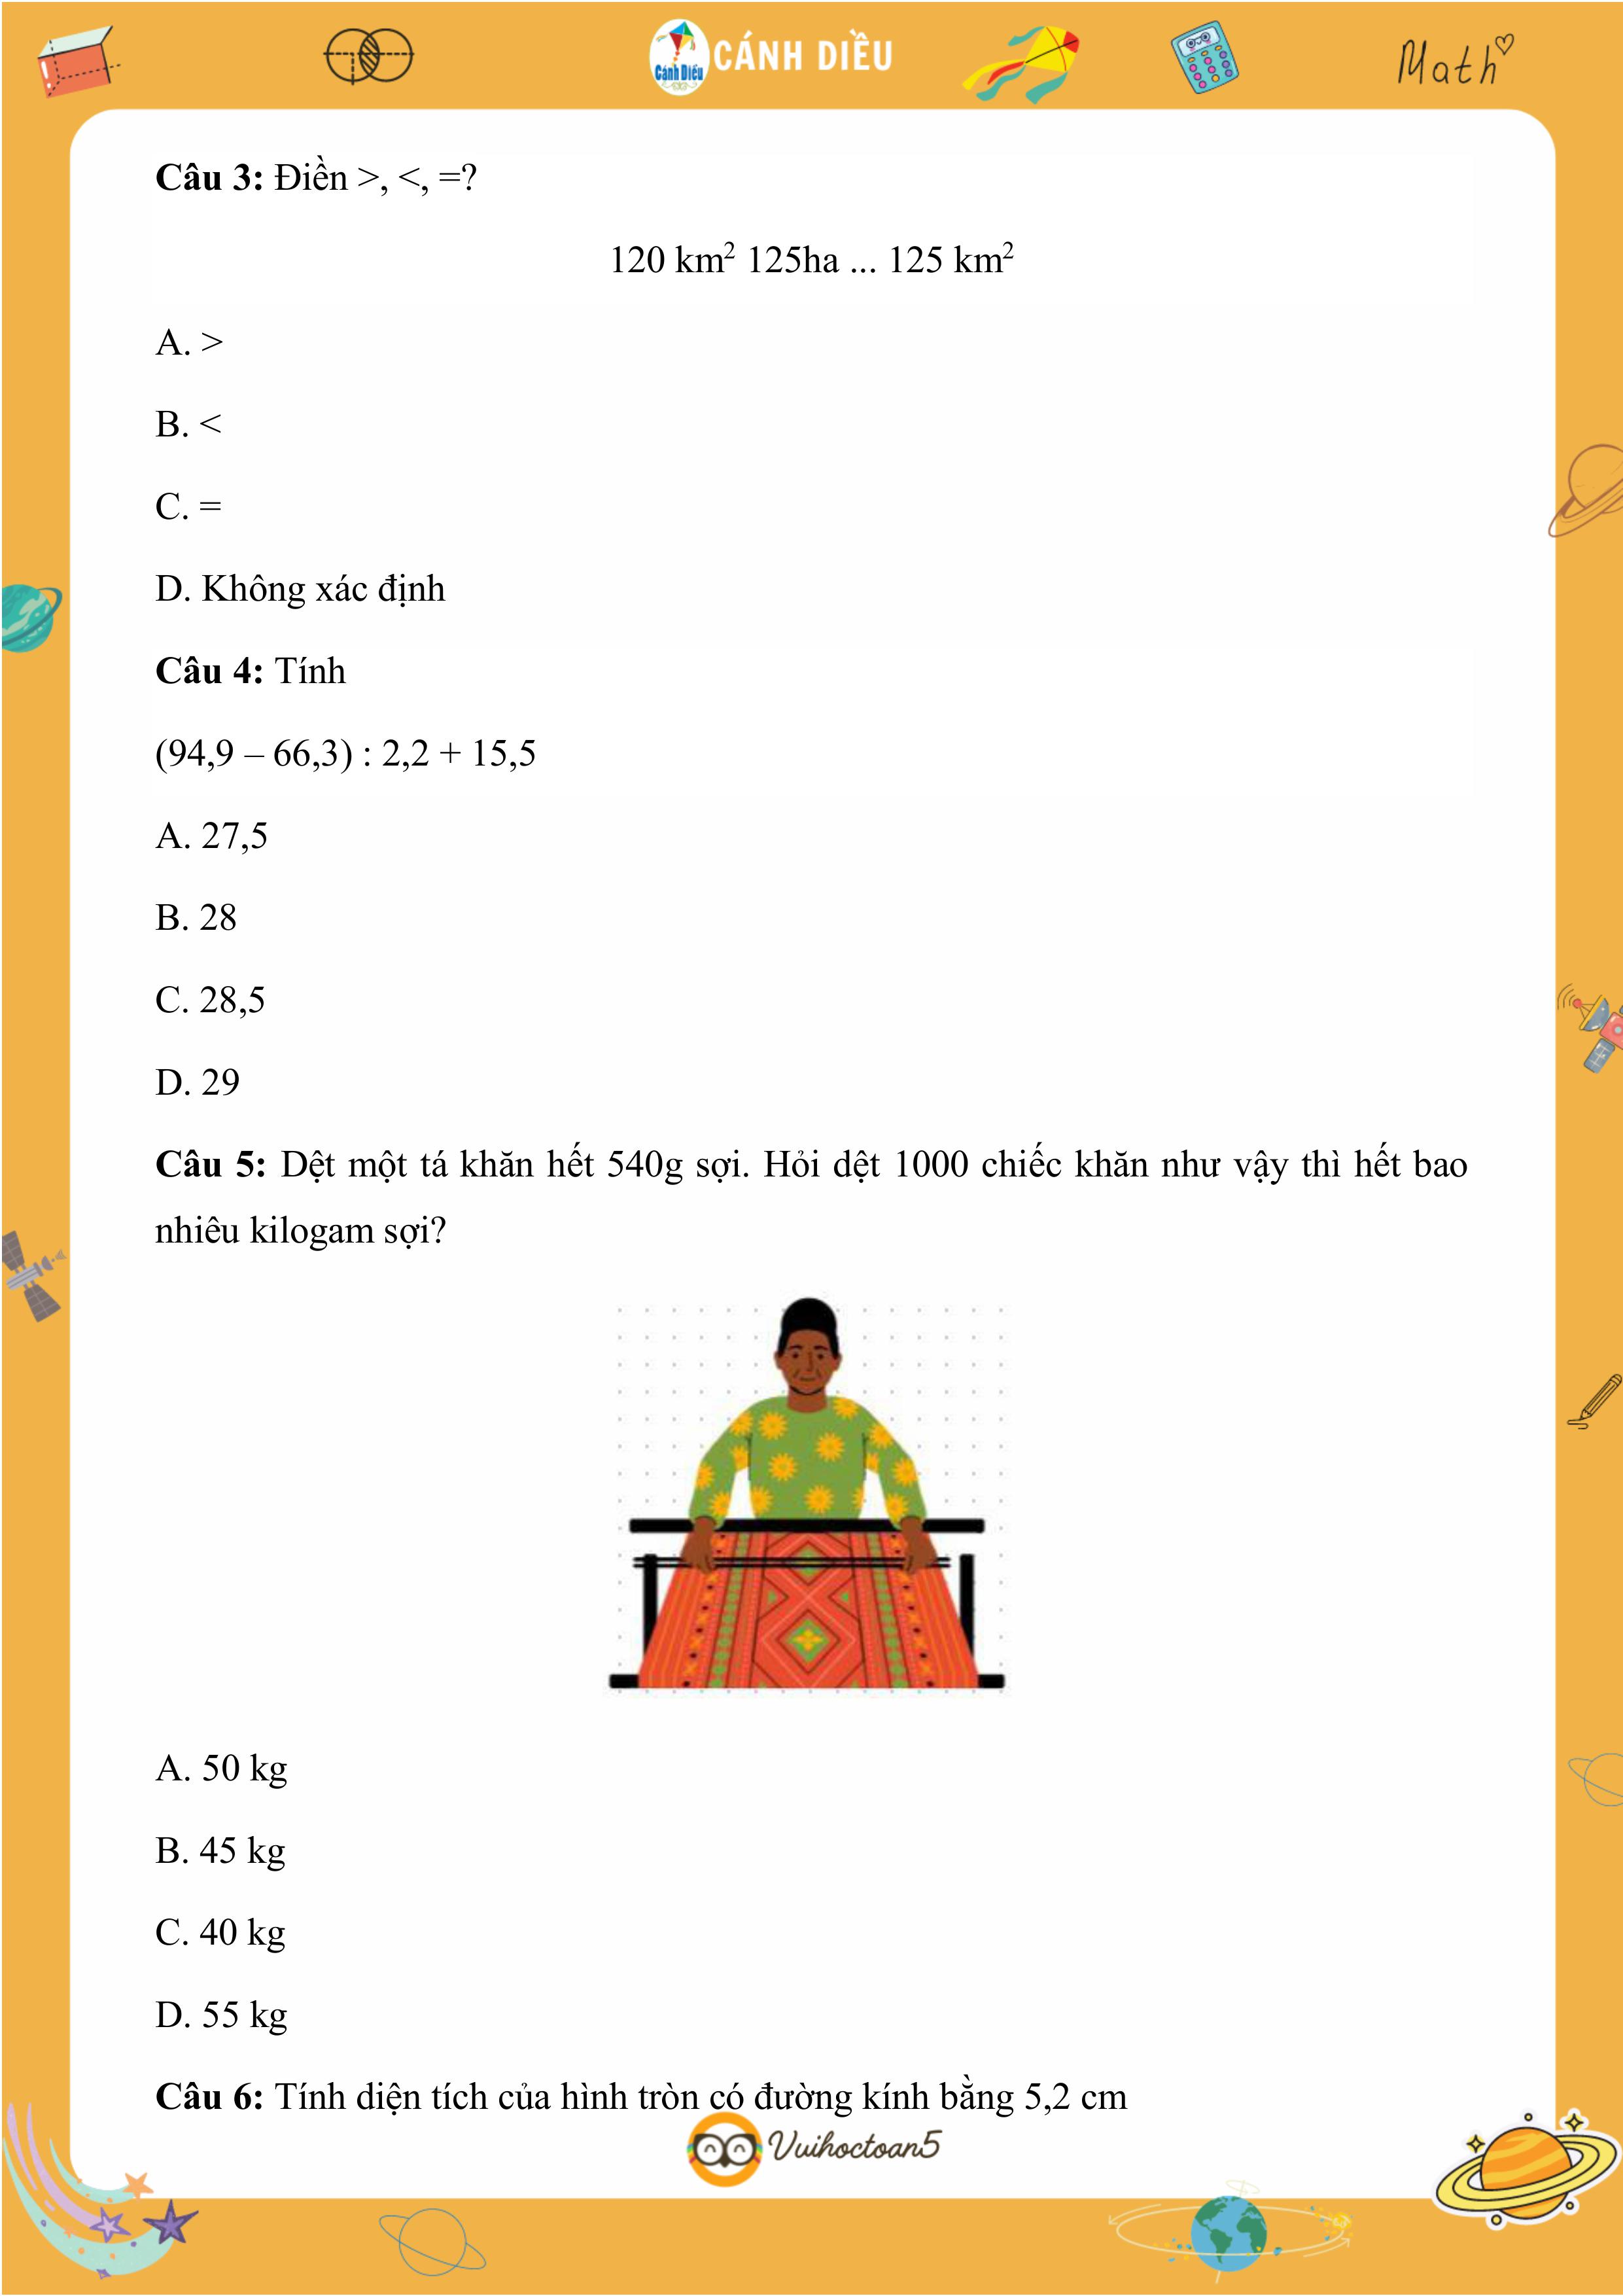 Cánh Diều CÁNH DIỀU
Math
Câu 3: Điền >, <, =?
120 km² 125ha ... 125 km²
A. >
B. <
C. =
D. Không xác định
Câu 4: Tính
(94,9 – 66,3) : 2,2 + 15,5
A. 27,5
B. 28
C. 28,5
D. 29
Câu 5: Dệt một tá khăn hết 540g sợi. Hỏi dệt 1000 chiếc khăn như vậy thì hết bao
nhiêu kilogam sợi?
A. 50 kg
B. 45 kg
C. 40 kg
D. 55 kg
Câu 6: Tính diện tích của hình tròn có đường kính bằng 5,2 cm
Vuihoctoan5